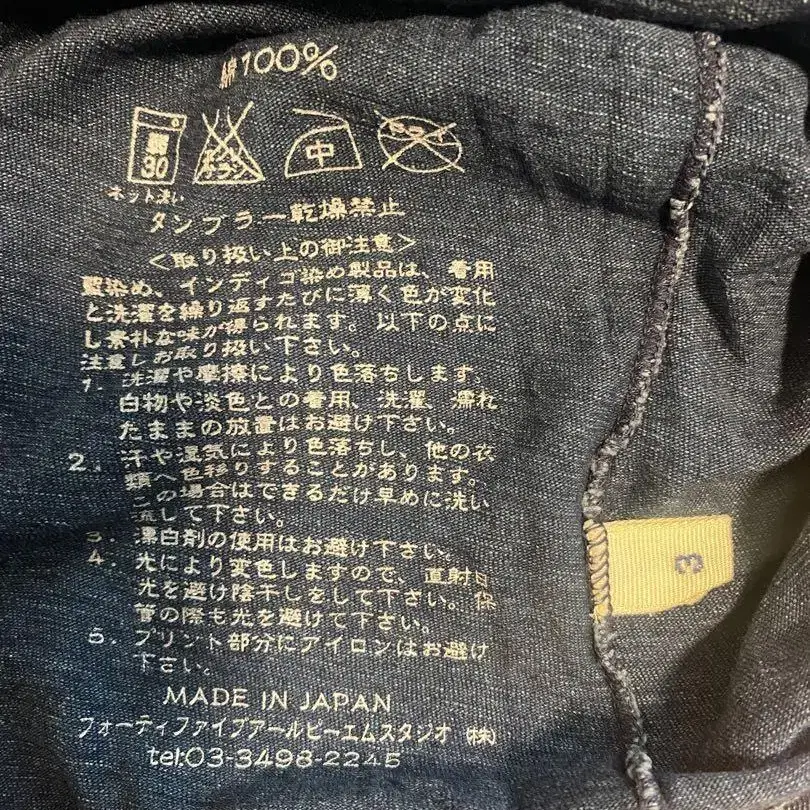 綿100%
弱
30
エンソ
サラシ
中
ドライ
ネット洗い
タンブラー乾燥禁止
<取り扱い上の御注意>
藍染め、インディゴ染め製品は、着用
と洗濯を繰り返すたびに薄く色が変化
し素朴な味が得られます。以下の点に
注意しお取り扱い下さい。
1. 洗濯や摩擦により色落ちします。
白物や淡色との着用、洗濯、濡れ
たままの放置はお避け下さい。
2. 汗や湿気により色落ちし、他の衣
類へ色移りすることがあります。
この場合はできるだけ早めに洗い
流して下さい。
3. 漂白剤の使用はお避け下さい。
4. 光により変色しますので、直射日
光を避け陰干しをして下さい。保
管の際も光を避けて下さい。
5. プリント部分にアイロンはお避け
下さい。
MADE IN JAPAN
フォーティファイブアールピーエムスタジオ(株)
tel:03-3498-2245
3